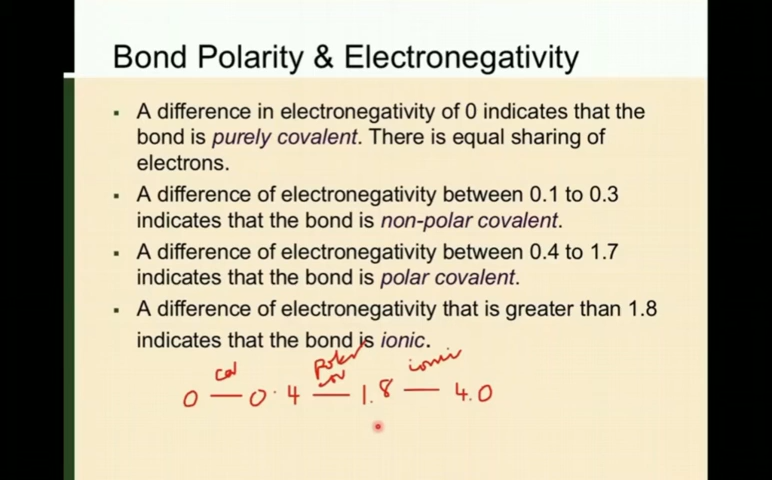 Bond Polarity & Electronegativity
▪ A difference in electronegativity of 0 indicates that the
bond is purely covalent. There is equal sharing of
electrons.
▪ A difference of electronegativity between 0.1 to 0.3
indicates that the bond is non-polar covalent.
▪ A difference of electronegativity between 0.4 to 1.7
indicates that the bond is polar covalent.
▪ A difference of electronegativity that is greater than 1.8
indicates that the bond is ionic.
cov polar cov ionic
0 — 0.4 — 1.8 — 4.0